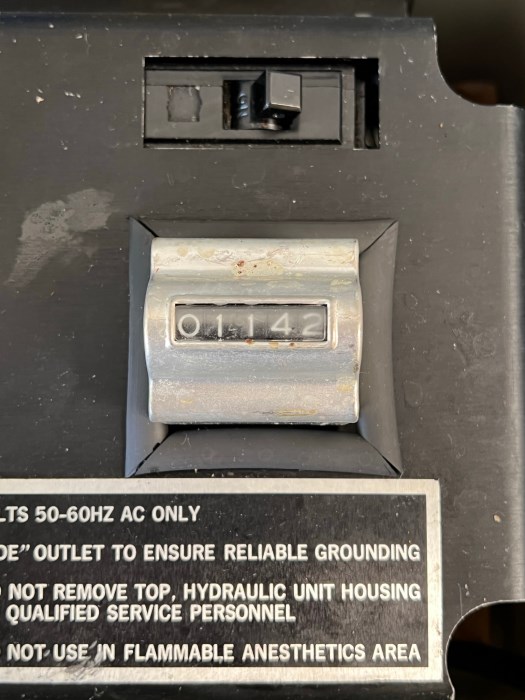 01142
LTS 50-60HZ AC ONLY
DE" OUTLET TO ENSURE RELIABLE GROUNDING
NOT REMOVE TOP, HYDRAULIC UNIT HOUSING
QUALIFIED SERVICE PERSONNEL
NOT USE IN FLAMMABLE ANESTHETICS AREA